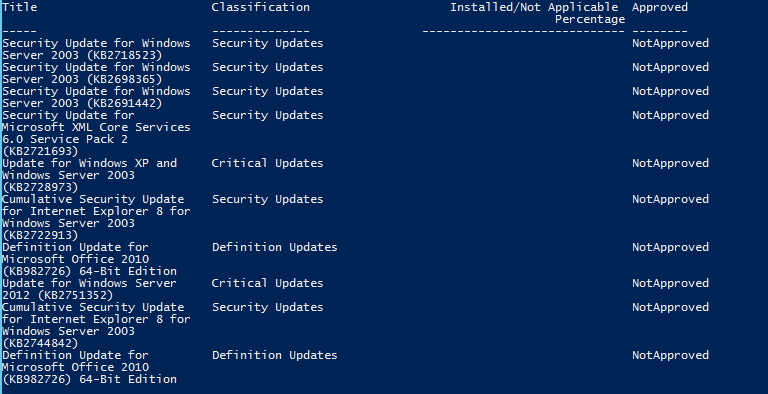 Title Classification Installed/Not Applicable Approved
Percentage
----- -------------- ----------------------------- --------
Security Update for Windows Security Updates NotApproved
Server 2003 (KB2718523)
Security Update for Windows Security Updates NotApproved
Server 2003 (KB2698365)
Security Update for Windows Security Updates NotApproved
Server 2003 (KB2691442)
Security Update for Security Updates NotApproved
Microsoft XML Core Services
6.0 Service Pack 2
(KB2721693)
Update for Windows XP and Critical Updates NotApproved
Windows Server 2003
(KB2728973)
Cumulative Security Update Security Updates NotApproved
for Internet Explorer 8 for
Windows Server 2003
(KB2722913)
Definition Update for Definition Updates NotApproved
Microsoft Office 2010
(KB982726) 64-Bit Edition
Update for Windows Server Critical Updates NotApproved
2012 (KB2751352)
Cumulative Security Update Security Updates NotApproved
for Internet Explorer 8 for
Windows Server 2003
(KB2744842)
Definition Update for Definition Updates NotApproved
Microsoft Office 2010
(KB982726) 64-Bit Edition